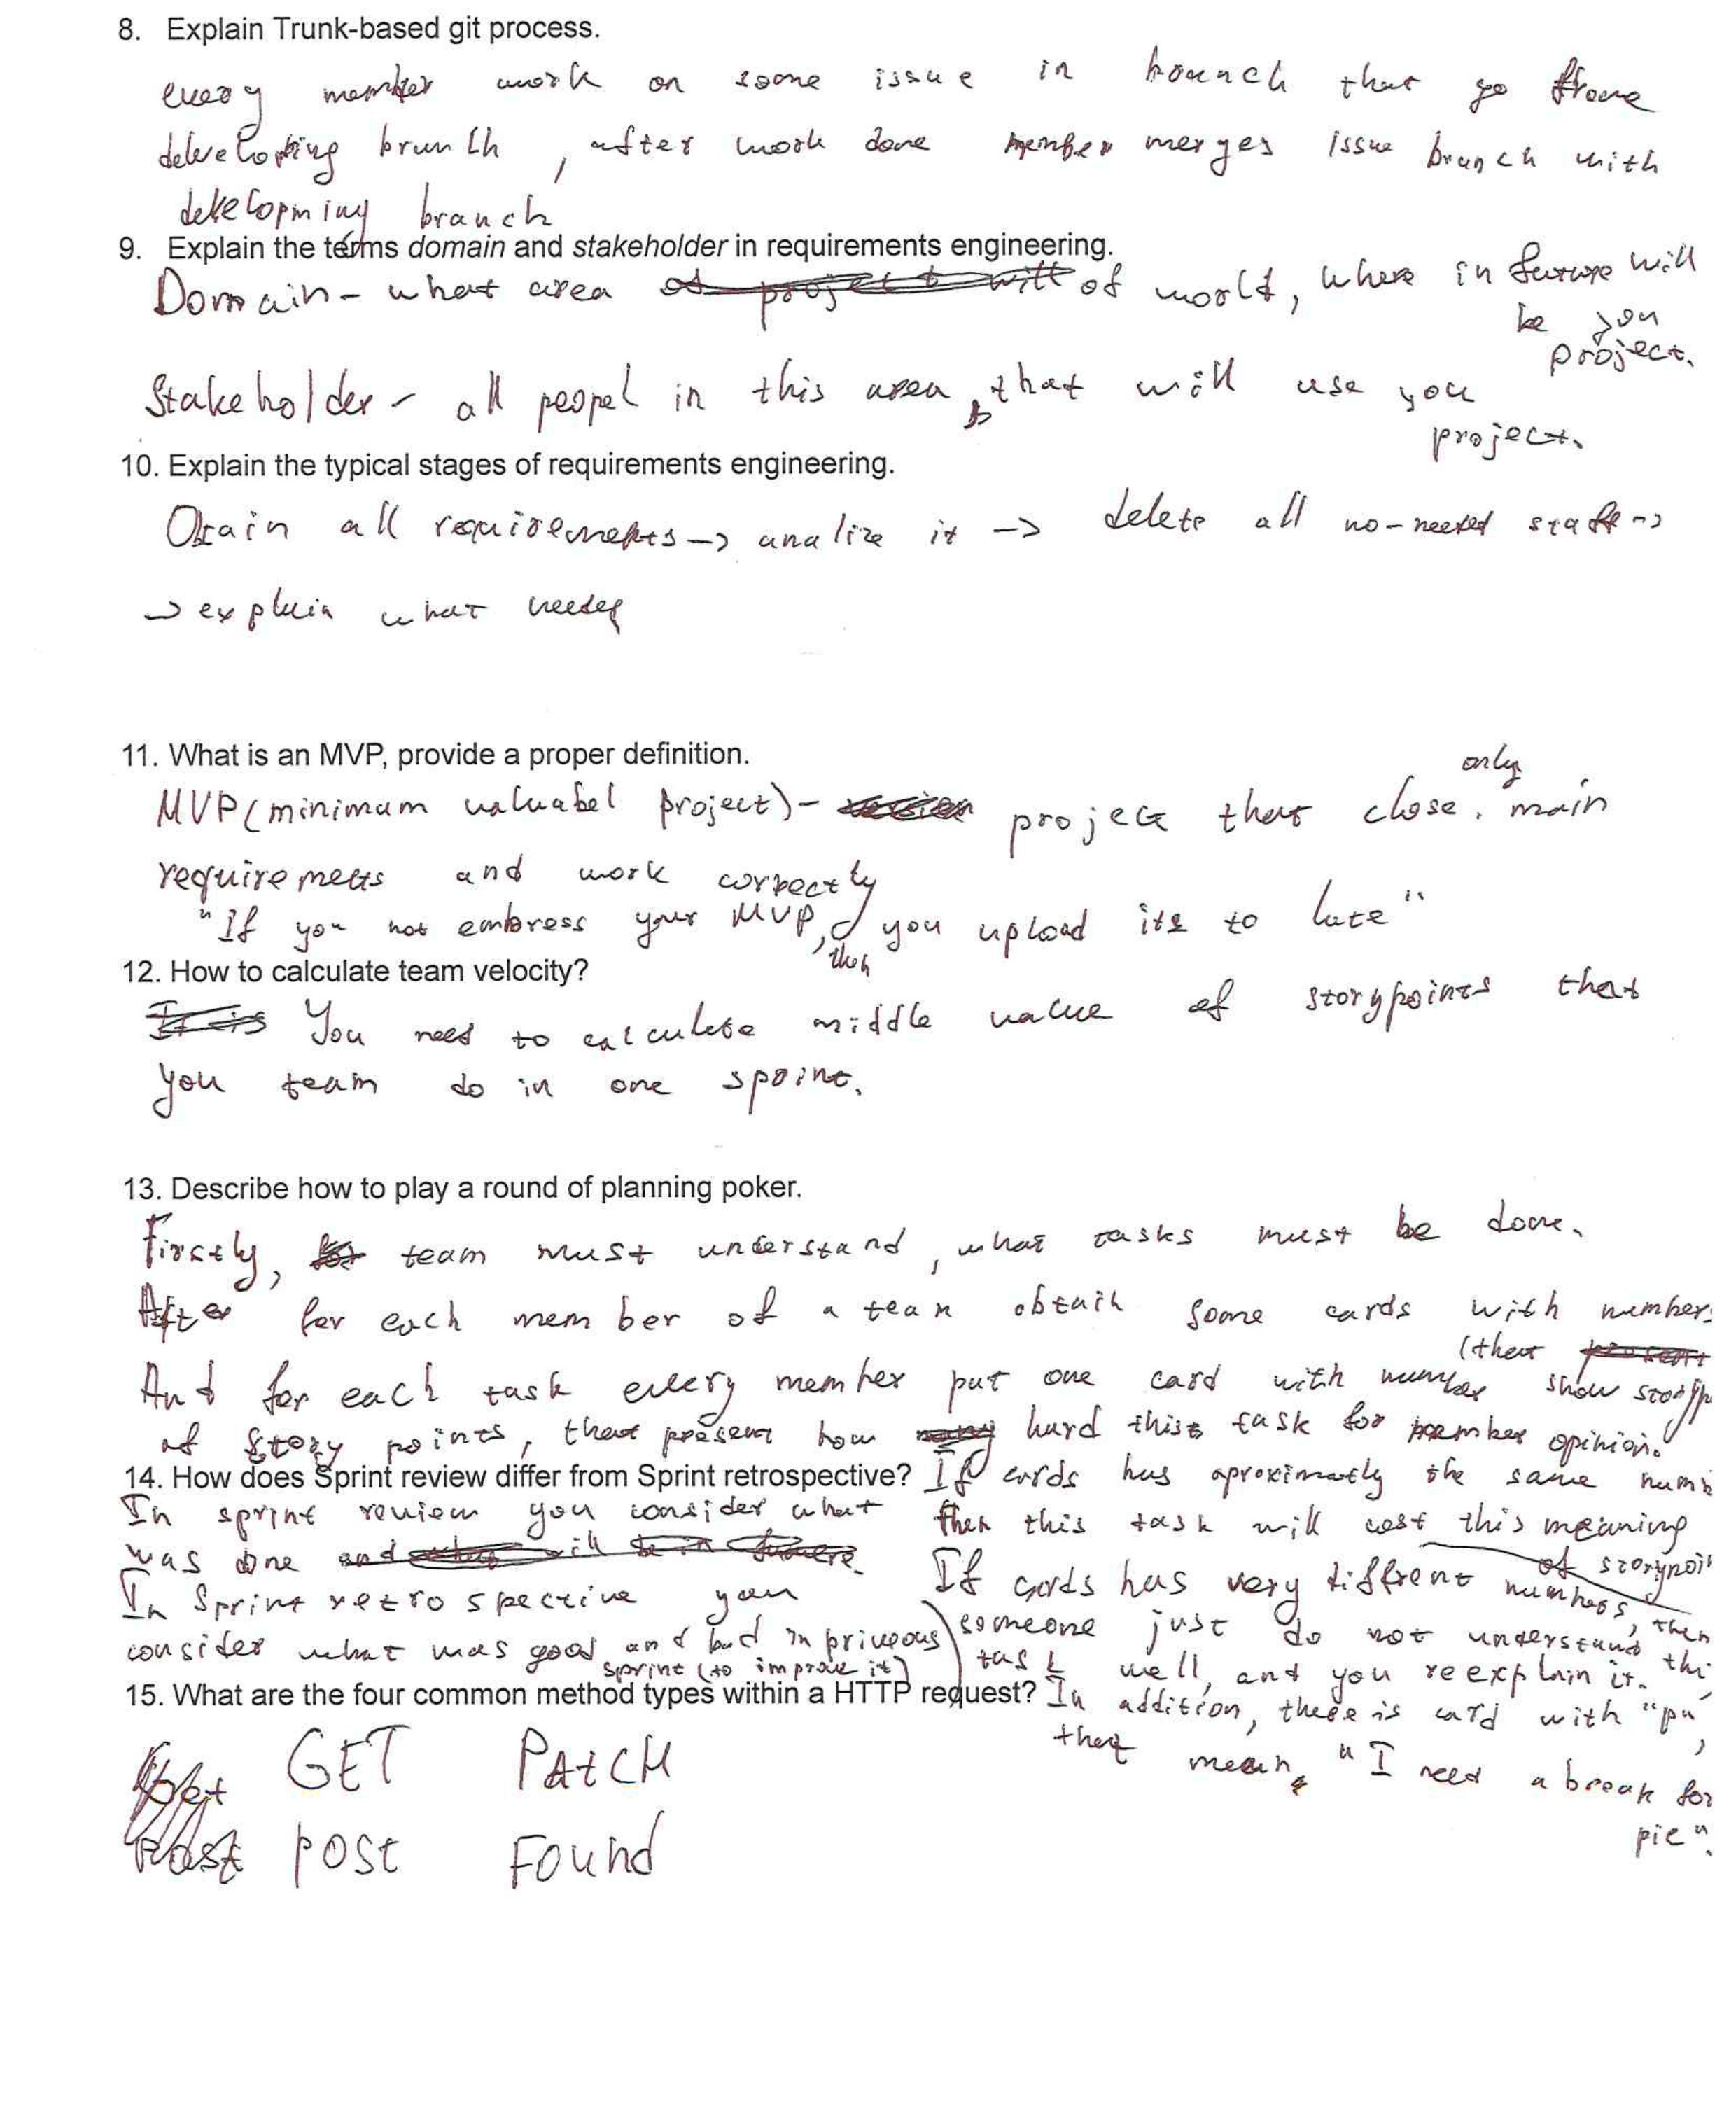 8. Explain Trunk-based git process.
every member work on some issue in branch that go from
developing brunch, after work done member merges issue branch with
developming branch
9. Explain the terms domain and stakeholder in requirements engineering.
Domain - what area of world, where in future will
be you
project.
Stakeholder - all peopel in this area, that will use you
project.
10. Explain the typical stages of requirements engineering.
Obtain all requirements -> analize it -> delete all no-needed staff ->
-> explain what needed
11. What is an MVP, provide a proper definition.
only
MVP (minimum valuabel project) - project that close main
requiremets and work correctly
"If you not embress your MVP, then you upload its to late"
12. How to calculate team velocity?
You need to calculete middle value of storypoints that
you team do in one sprint.
13. Describe how to play a round of planning poker.
Firstly, team must understand, what tasks must be done.
After for each member of a team obtain some cards with numbers
(that show
And for each task every member put one card with number
of story points, that present how hard this task for member opinion.
14. How does Sprint review differ from Sprint retrospective?
In sprint review you consider what
was done
In Sprint retrospective you
consider what was good and bad in priveous
sprint (to improve it)
If cards has aproximatly the same
then this task will cost this meaning
of
If cards has very diffrent numbers, then
someone just do not understand
task well, and you reexplain it.
In addition, there is card with
that mean, "I need a break for
pie".
15. What are the four common method types within a HTTP request?
GET PATCH
POST FOUND